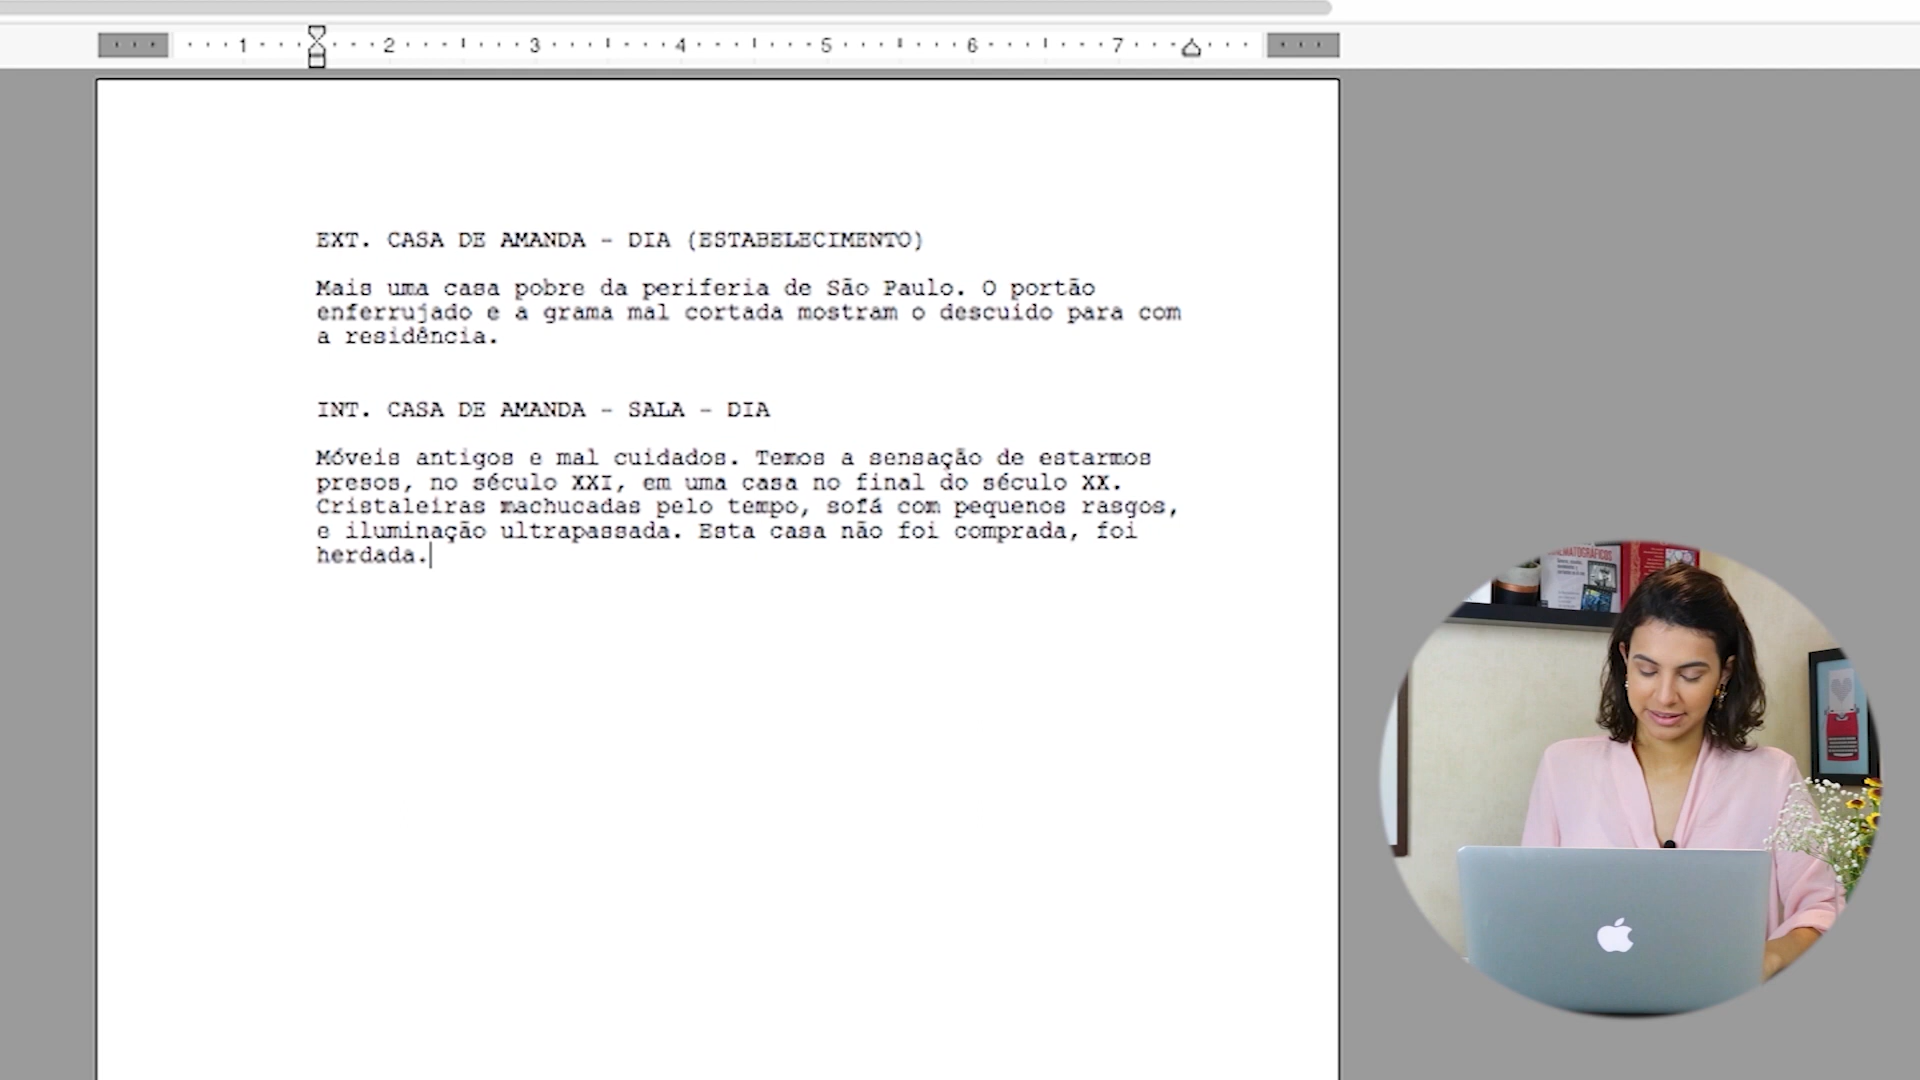 1 2 3 4 5 6 7
EXT. CASA DE AMANDA - DIA (ESTABELECIMENTO)
Mais uma casa pobre da periferia de São Paulo. O portão
enferrujado e a grama mal cortada mostram o descuido para com
a residência.
INT. CASA DE AMANDA - SALA - DIA
Móveis antigos e mal cuidados. Temos a sensação de estarmos
presos, no século XXI, em uma casa no final do século XX.
Cristaleiras machucadas pelo tempo, sofá com pequenos rasgos,
e iluminação ultrapassada. Esta casa não foi comprada, foi
herdada.